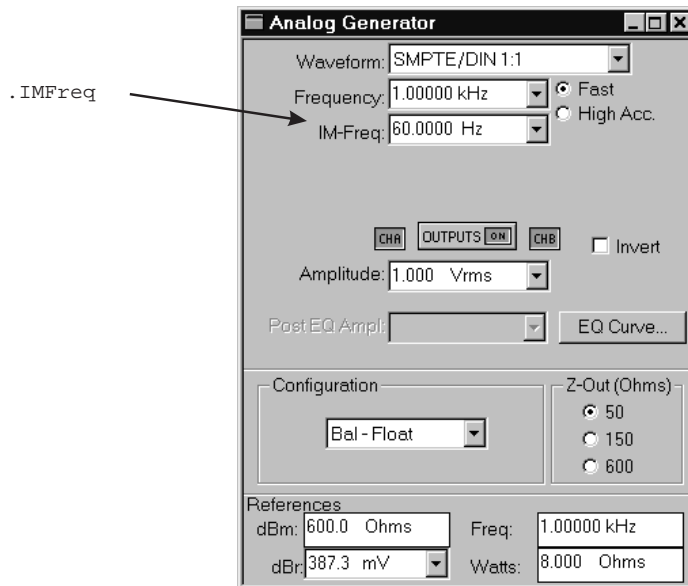 Analog Generator
Waveform: SMPTE/DIN 1:1
.IMFreq
Frequency: 1.00000 kHz Fast
High Acc.
IM-Freq: 60.0000 Hz
CHA OUTPUTS ON CHB Invert
Amplitude: 1.000 Vrms
Post EQ Ampl: EQ Curve...
Configuration Z-Out (Ohms)
50
Bal - Float 150
600
References
dBm: 600.0 Ohms Freq: 1.00000 kHz
dBr: 387.3 mV Watts: 8.000 Ohms